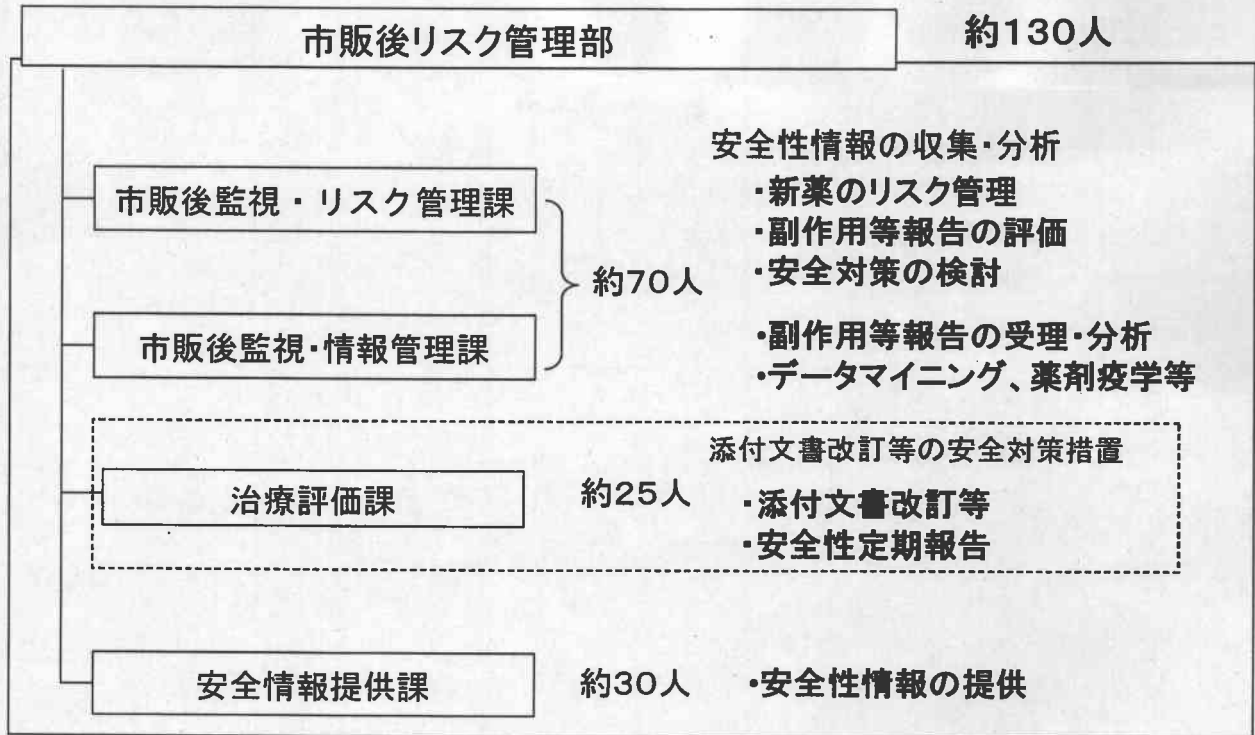 市販後リスク管理部
約130人
安全性情報の収集・分析
市販後監視・リスク管理課
・新薬のリスク管理
・副作用等報告の評価
・安全対策の検討
約70人
市販後監視・情報管理課
・副作用等報告の受理・分析
・データマイニング、薬剤疫学等
添付文書改訂等の安全対策措置
治療評価課
約25人
・添付文書改訂等
・安全性定期報告
安全情報提供課
約30人
・安全性情報の提供